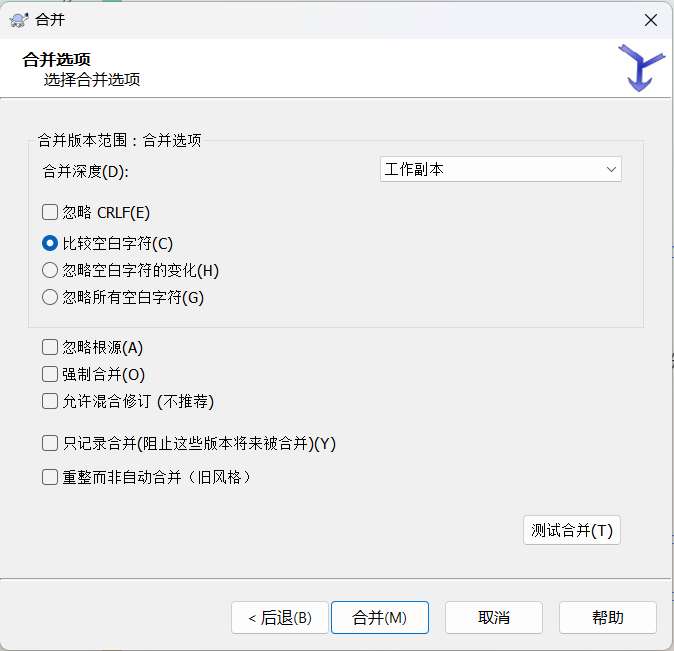 合并
合并选项
选择合并选项
合并版本范围：合并选项
合并深度(D):
工作副本
忽略 CRLF(E)
比较空白字符(C)
忽略空白字符的变化(H)
忽略所有空白字符(G)
忽略根源(A)
强制合并(O)
允许混合修订 (不推荐)
只记录合并(阻止这些版本将来被合并)(Y)
重整而非自动合并（旧风格）
测试合并(T)
< 后退(B)
合并(M)
取消
帮助